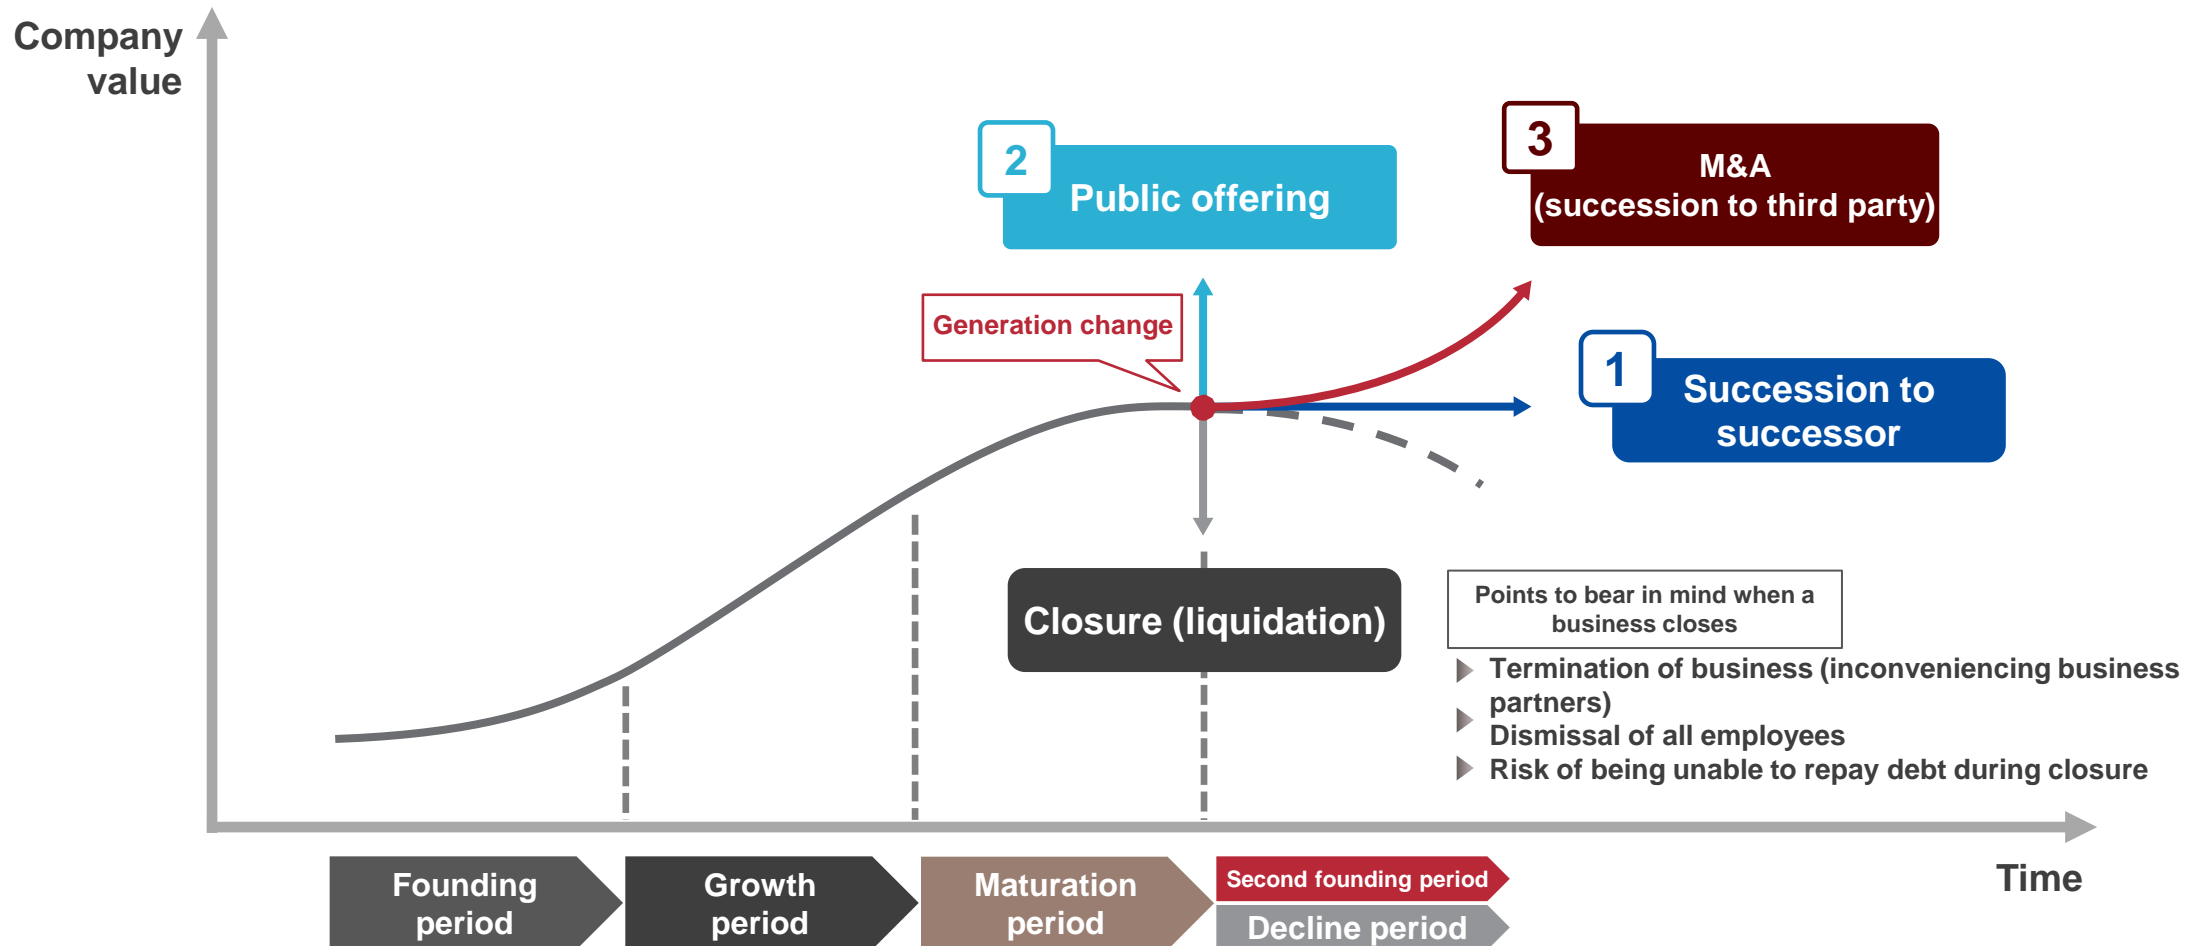 Company
value
2
Public offering
3
M&A
(succession to third party)
Generation change
1
Succession to
successor
Closure (liquidation)
Points to bear in mind when a
business closes
Termination of business (inconveniencing business
partners)
Dismissal of all employees
Risk of being unable to repay debt during closure
Time
Founding
period
Growth
period
Maturation
period
Second founding period
Decline period